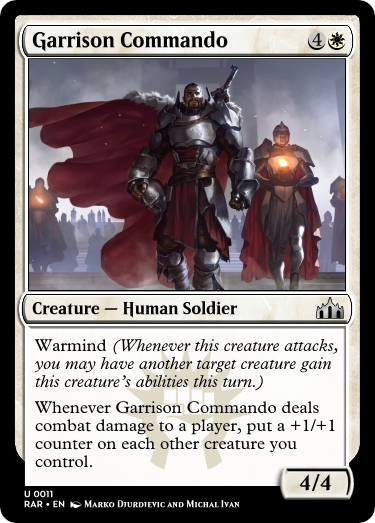 Garrison Commando 4
Creature — Human Soldier
Warmind (Whenever this creature attacks,
you may have another target creature gain
this creature's abilities this turn.)
Whenever Garrison Commando deals
combat damage to a player, put a +1/+1
counter on each other creature you
control.
4/4
U 0011
RAR • EN Marko Djurdjevic and Michal Ivan